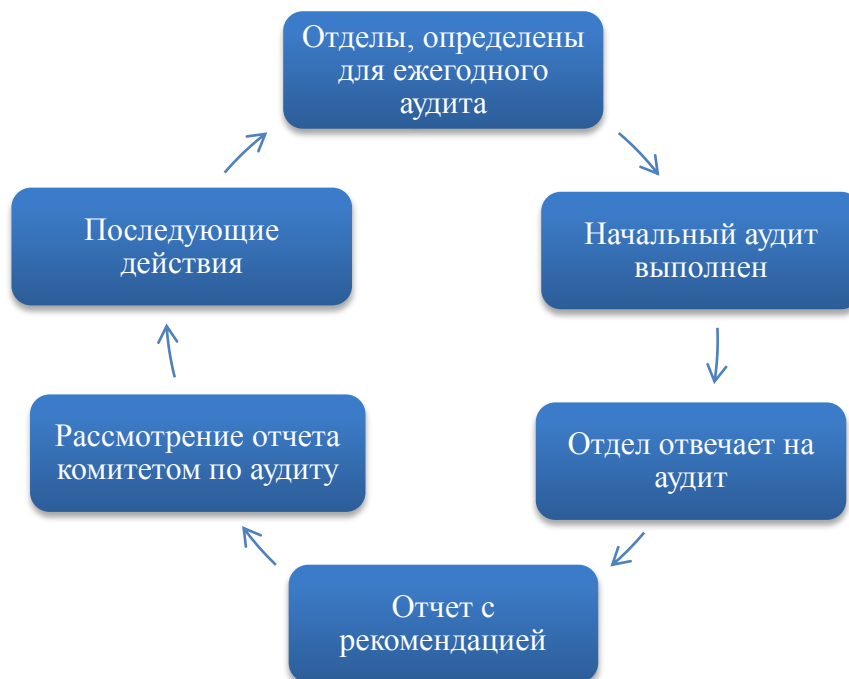 Отделы, определены
для ежегодного
аудита
Начальный аудит
выполнен
Отдел отвечает на
аудит
Отчет с
рекомендацией
Рассмотрение отчета
комитетом по аудиту
Последующие
действия